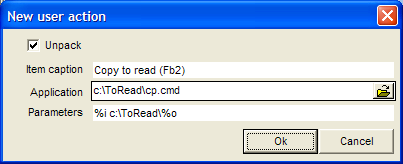 New user action
Unpack
Item caption Copy to read (Fb2)
Application c:\ToRead\cp.cmd
Parameters %i c:\ToRead\%o
Ok Cancel